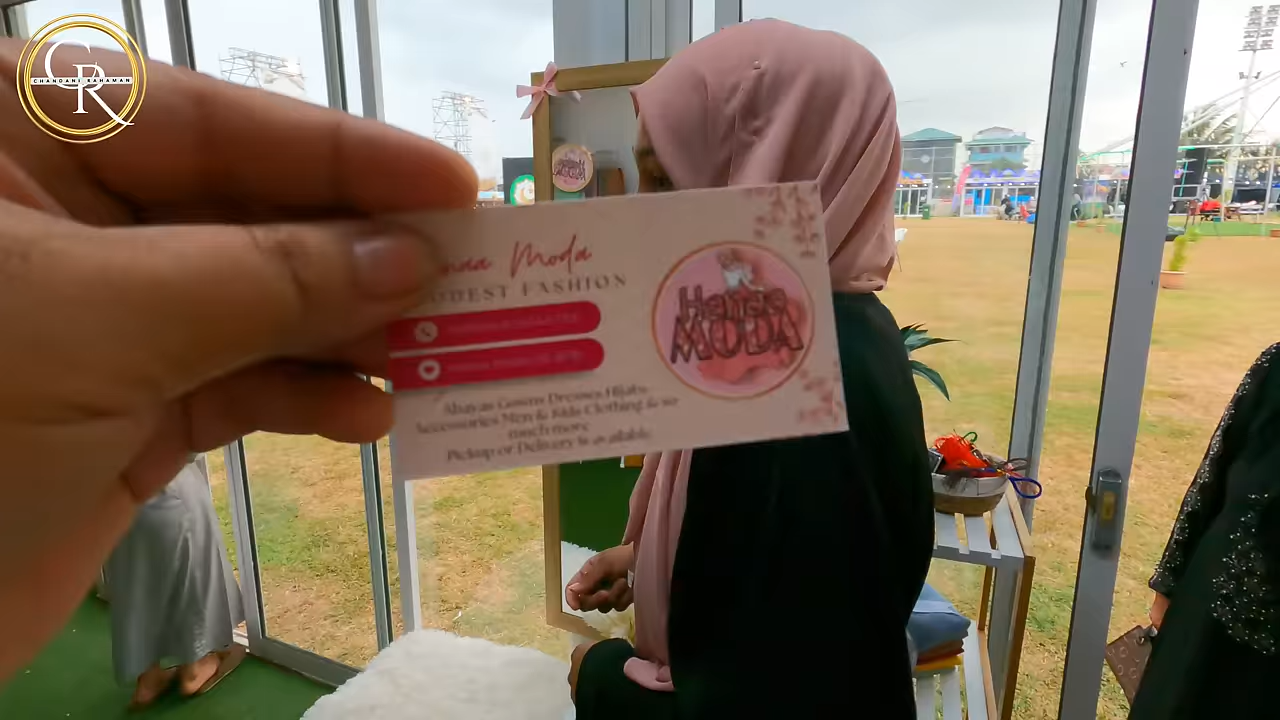 CR
CHANDANI RAHAMAN
Moda
MODEST FASHION
Hanaa
MODA
Abayas Gowns Dresses Hijabs
Accessories Men & Kids Clothing & so
much more
Pickup or Delivery is available